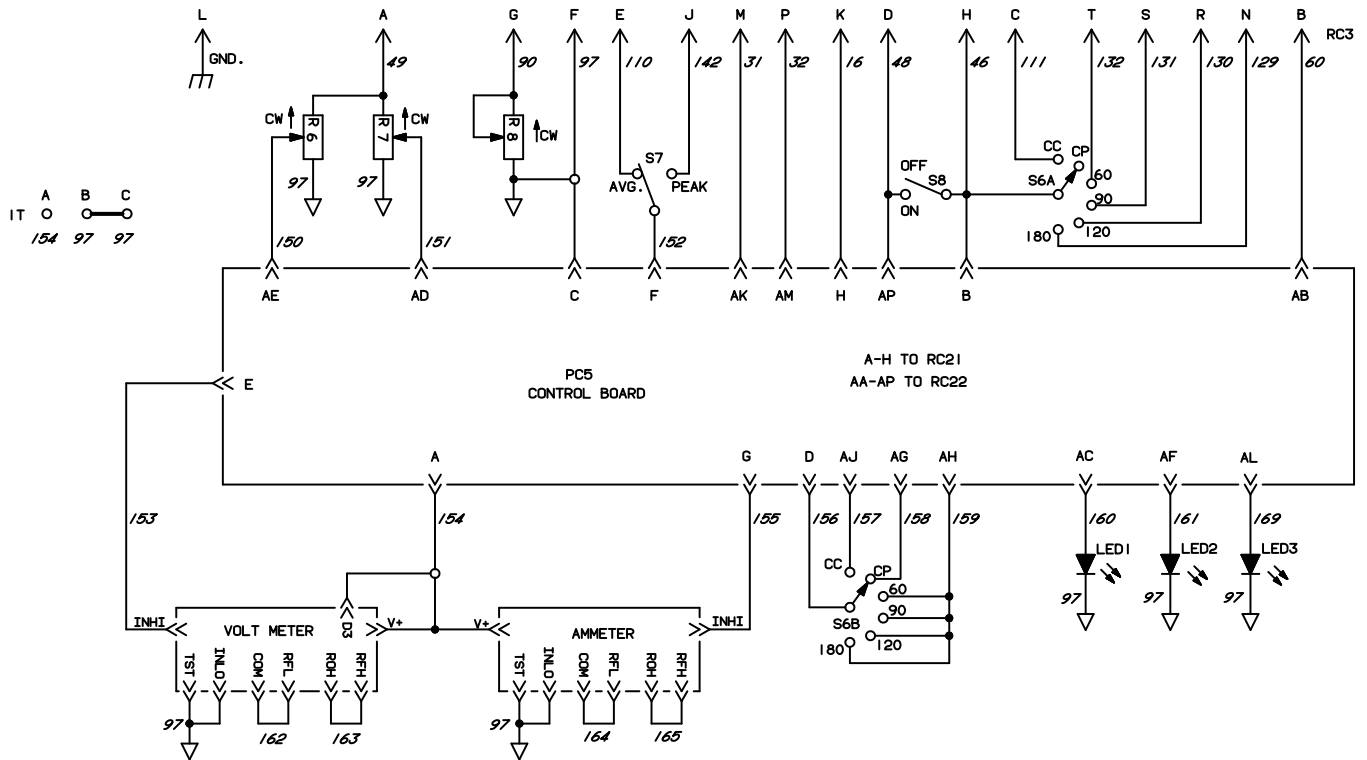 L A G F E J M P K D H C T S R N B
RC3
GND.
49 90 97 110 142 31 32 16 48 46 111 132 131 130 129 60
CW R6 R7 CW
R8 CW
S7
AVG. PEAK
OFF S8
ON
CC CP
S6A 60
90
120
180
97 97
A B C
1T
154 97 97
150 151 152
AE AD C F AK AM H AP B AB
A-H TO RC21
AA-AP TO RC22
PC5
CONTROL BOARD
E
A G D AJ AG AH AC AF AL
153 154 155 156 157 158 159 160 161 169
LED1 LED2 LED3
97 97 97
CC CP
60
90
S6B
120
180
INHI VOLT METER D3 V+ V+ AMMETER INHI
TST INLO COM RFL ROH RFH
TST INLO COM RFL ROH RFH
97 162 163 97 164 165